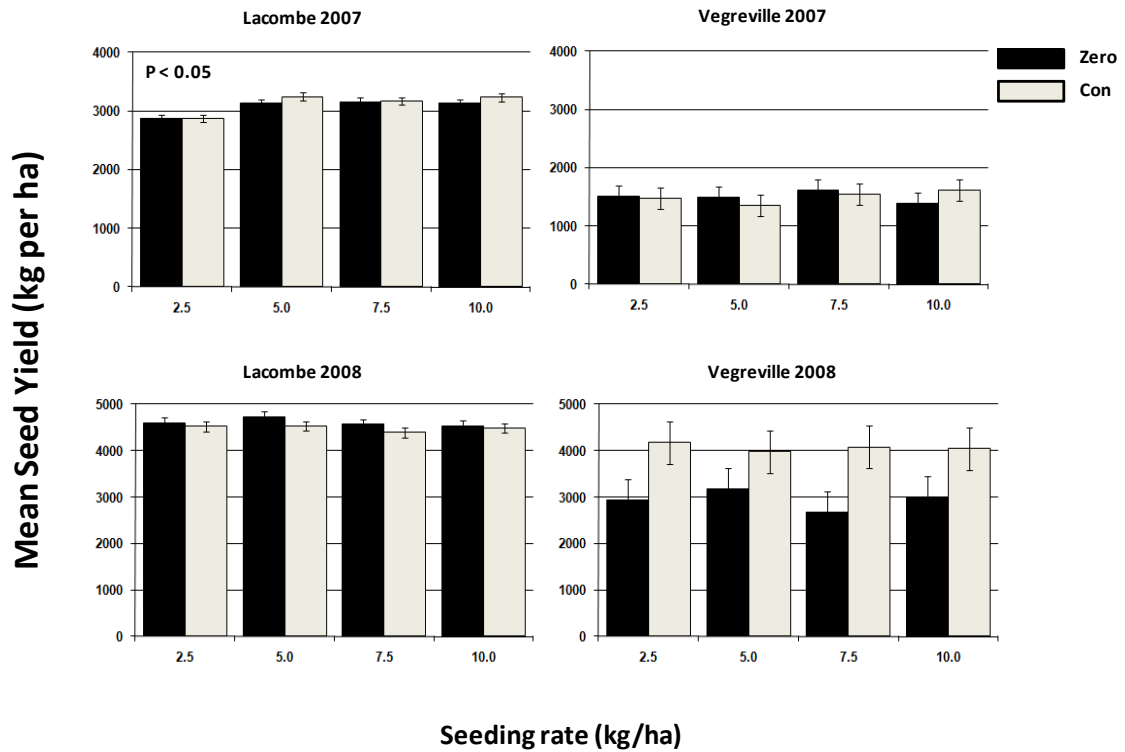 Lacombe 2007
Vegreville 2007
4000
3000
2000
1000
0
P < 0.05
2.5 5.0 7.5 10.0
4000
3000
2000
1000
0
2.5 5.0 7.5 10.0
Zero
Con
Mean Seed Yield (kg per ha)
Lacombe 2008
Vegreville 2008
5000
4000
3000
2000
1000
0
2.5 5.0 7.5 10.0
5000
4000
3000
2000
1000
0
2.5 5.0 7.5 10.0
Seeding rate (kg/ha)